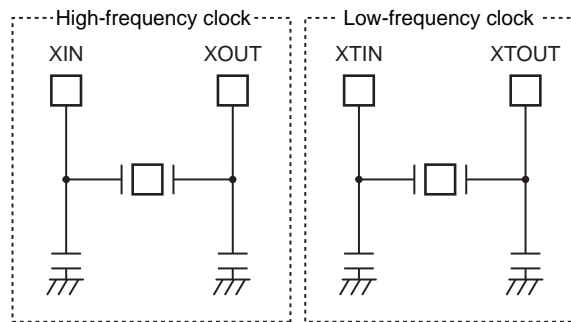 High-frequency clock
Low-frequency clock
XIN
XOUT
XTIN
XTOUT